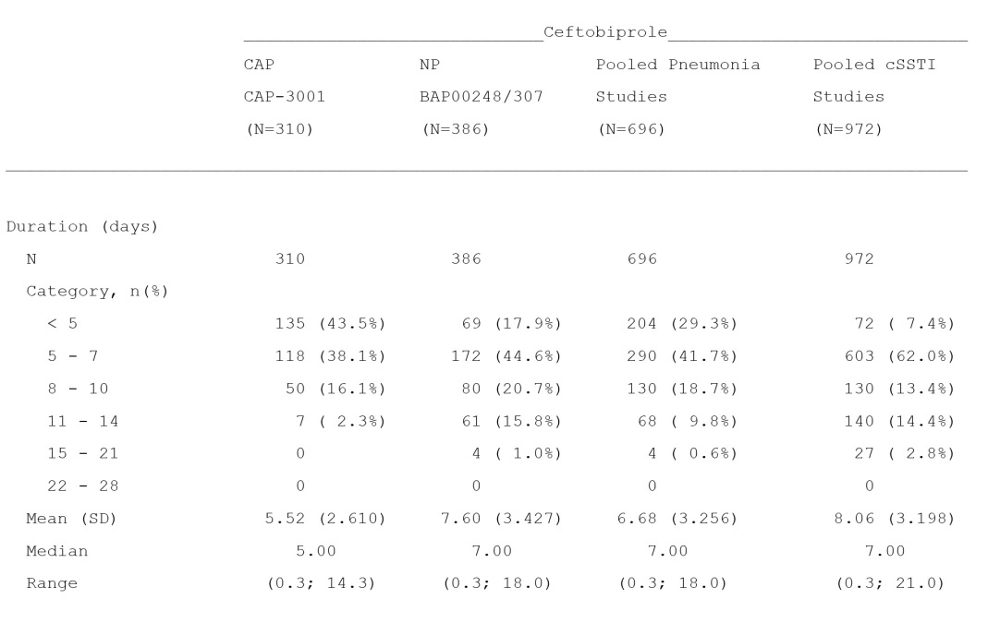 Ceftobiprole
CAP NP Pooled Pneumonia Pooled cSSTI
CAP-3001 BAP00248/307 Studies Studies
(N=310) (N=386) (N=696) (N=972)
Duration (days)
N 310 386 696 972
Category, n(%)
< 5 135 (43.5%) 69 (17.9%) 204 (29.3%) 72 ( 7.4%)
5 - 7 118 (38.1%) 172 (44.6%) 290 (41.7%) 603 (62.0%)
8 - 10 50 (16.1%) 80 (20.7%) 130 (18.7%) 130 (13.4%)
11 - 14 7 ( 2.3%) 61 (15.8%) 68 ( 9.8%) 140 (14.4%)
15 - 21 0 4 ( 1.0%) 4 ( 0.6%) 27 ( 2.8%)
22 - 28 0 0 0 0
Mean (SD) 5.52 (2.610) 7.60 (3.427) 6.68 (3.256) 8.06 (3.198)
Median 5.00 7.00 7.00 7.00
Range (0.3; 14.3) (0.3; 18.0) (0.3; 18.0) (0.3; 21.0)